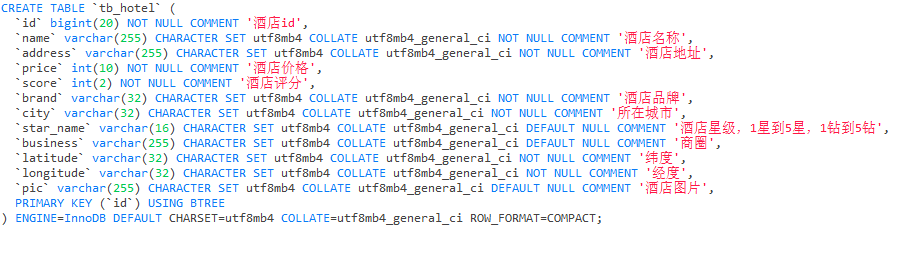 CREATE TABLE `tb_hotel` (
  `id` bigint(20) NOT NULL COMMENT '酒店id',
  `name` varchar(255) CHARACTER SET utf8mb4 COLLATE utf8mb4_general_ci NOT NULL COMMENT '酒店名称',
  `address` varchar(255) CHARACTER SET utf8mb4 COLLATE utf8mb4_general_ci NOT NULL COMMENT '酒店地址',
  `price` int(10) NOT NULL COMMENT '酒店价格',
  `score` int(2) NOT NULL COMMENT '酒店评分',
  `brand` varchar(32) CHARACTER SET utf8mb4 COLLATE utf8mb4_general_ci NOT NULL COMMENT '酒店品牌',
  `city` varchar(32) CHARACTER SET utf8mb4 COLLATE utf8mb4_general_ci NOT NULL COMMENT '所在城市',
  `star_name` varchar(16) CHARACTER SET utf8mb4 COLLATE utf8mb4_general_ci DEFAULT NULL COMMENT '酒店星级，1星到5星，1钻到5钻',
  `business` varchar(255) CHARACTER SET utf8mb4 COLLATE utf8mb4_general_ci DEFAULT NULL COMMENT '商圈',
  `latitude` varchar(32) CHARACTER SET utf8mb4 COLLATE utf8mb4_general_ci NOT NULL COMMENT '纬度',
  `longitude` varchar(32) CHARACTER SET utf8mb4 COLLATE utf8mb4_general_ci NOT NULL COMMENT '经度',
  `pic` varchar(255) CHARACTER SET utf8mb4 COLLATE utf8mb4_general_ci DEFAULT NULL COMMENT '酒店图片',
  PRIMARY KEY (`id`) USING BTREE
) ENGINE=InnoDB DEFAULT CHARSET=utf8mb4 COLLATE=utf8mb4_general_ci ROW_FORMAT=COMPACT;